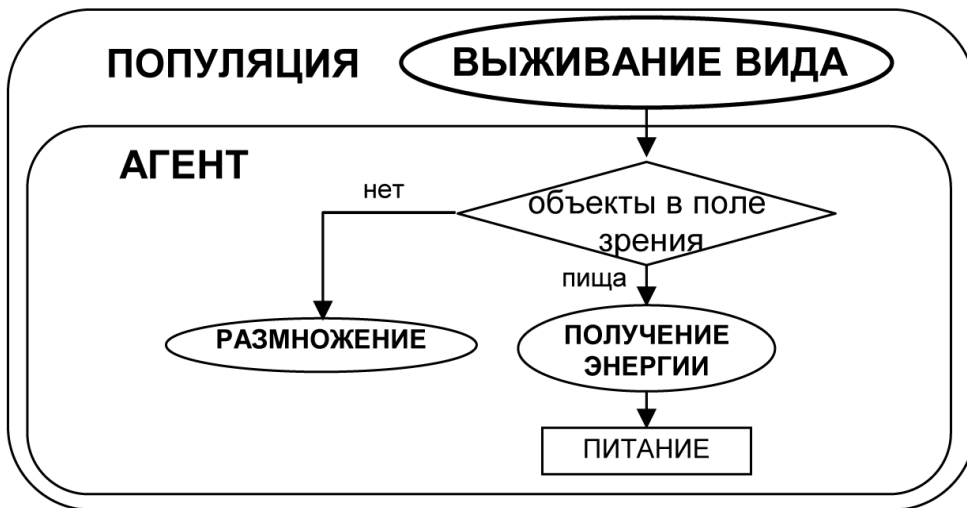 ПОПУЛЯЦИЯ
ВЫЖИВАНИЕ ВИДА
АГЕНТ
нет
объекты в поле
зрения
пища
РАЗМНОЖЕНИЕ
ПОЛУЧЕНИЕ
ЭНЕРГИИ
ПИТАНИЕ